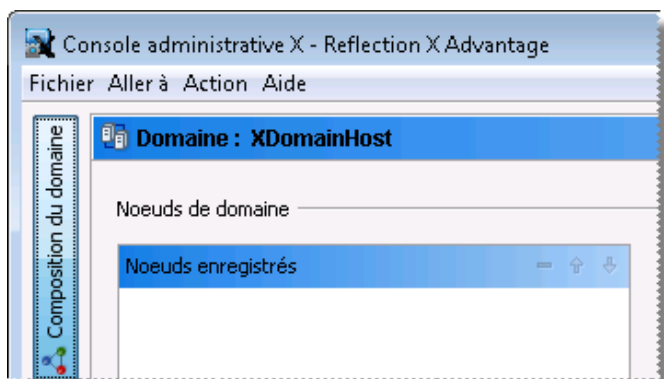 Console administrative X - Reflection X Advantage
Fichier Aller à Action Aide
Composition du domaine
Domaine : XDomainHost
Noeuds de domaine
Noeuds enregistrés